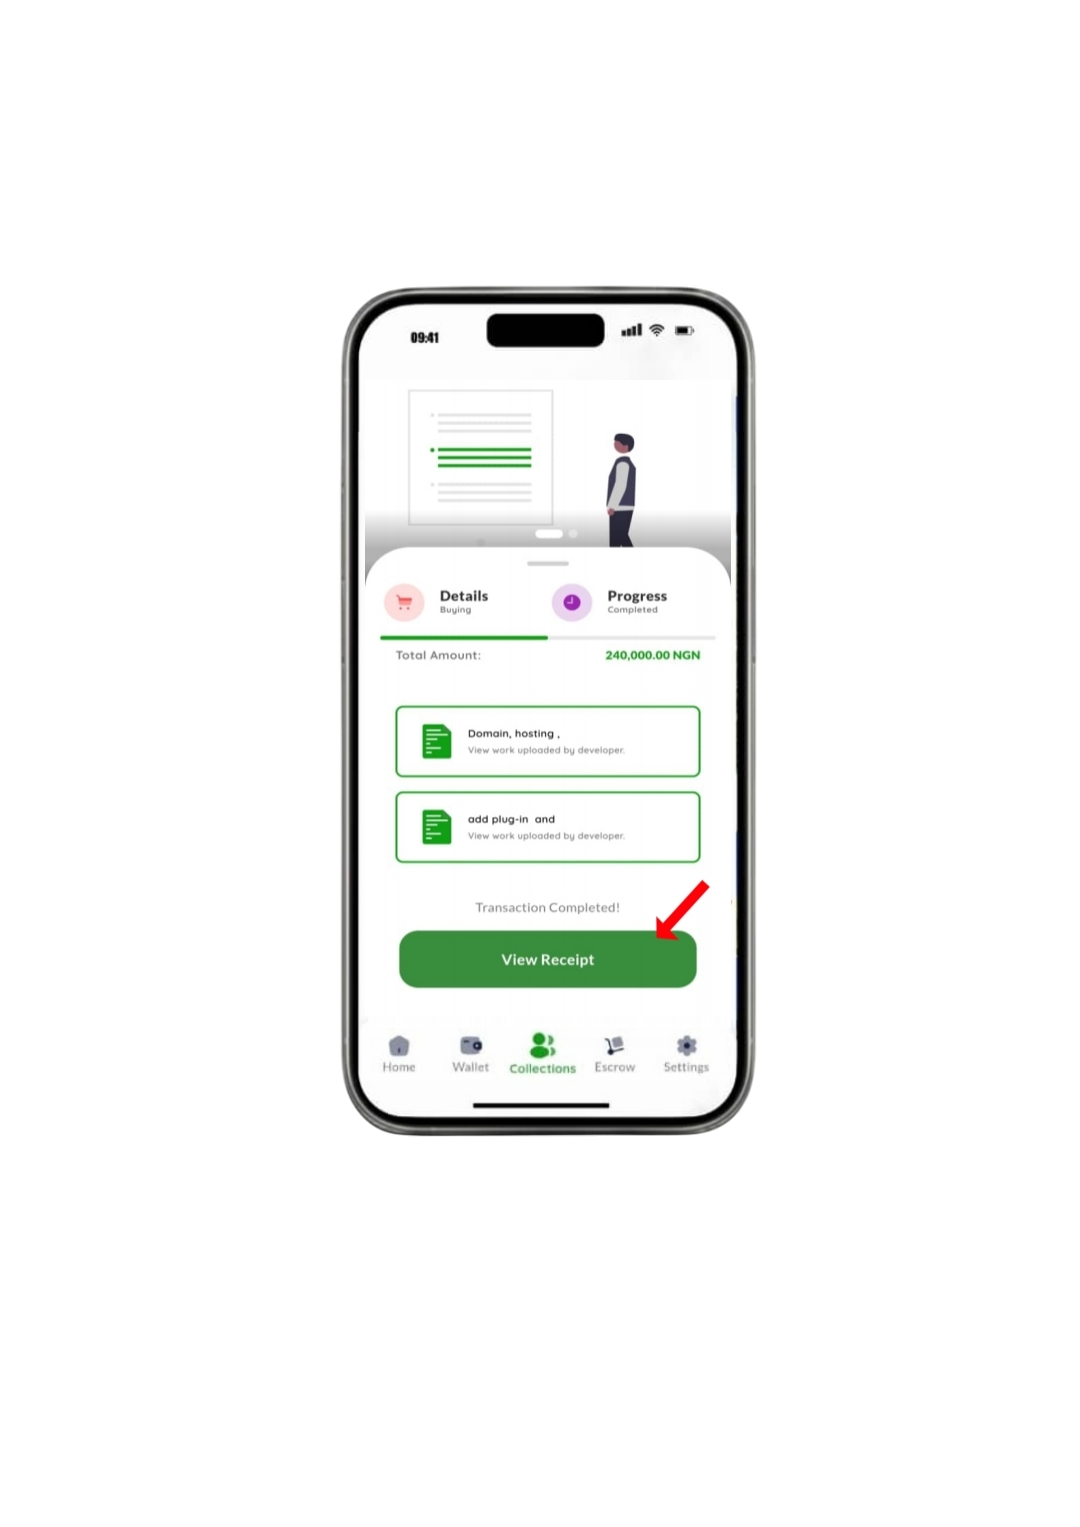 09:41
Details
Buying
Progress
Completed
Total Amount:
240,000.00 NGN
Domain, hosting ,
View work uploaded by developer.
add plug-in  and
View work uploaded by developer.
Transaction Completed!
View Receipt
Home
Wallet
Collections
Escrow
Settings